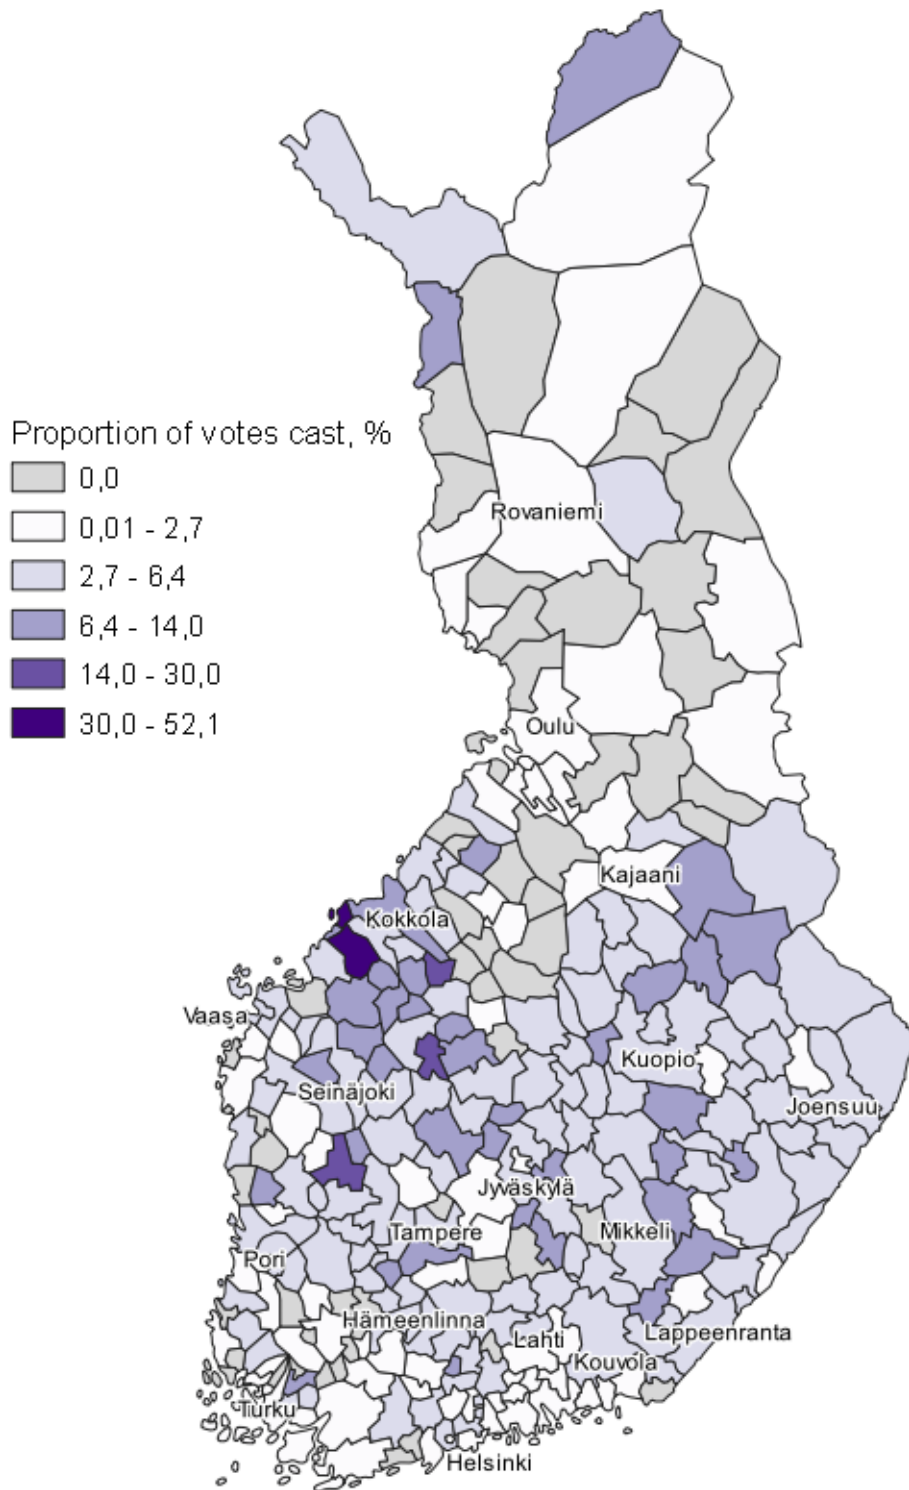 Proportion of votes cast, %
0,0
0,01 - 2,7
2,7 - 6,4
6,4 - 14,0
14,0 - 30,0
30,0 - 52,1
Rovaniemi
Oulu
Kajaani
Kokkola
Vaasa
Kuopio
Seinäjoki
Joensuu
Jyväskylä
Tampere
Mikkeli
Pori
Hämeenlinna
Lahti
Lappeenranta
Kouvola
Turku
Helsinki